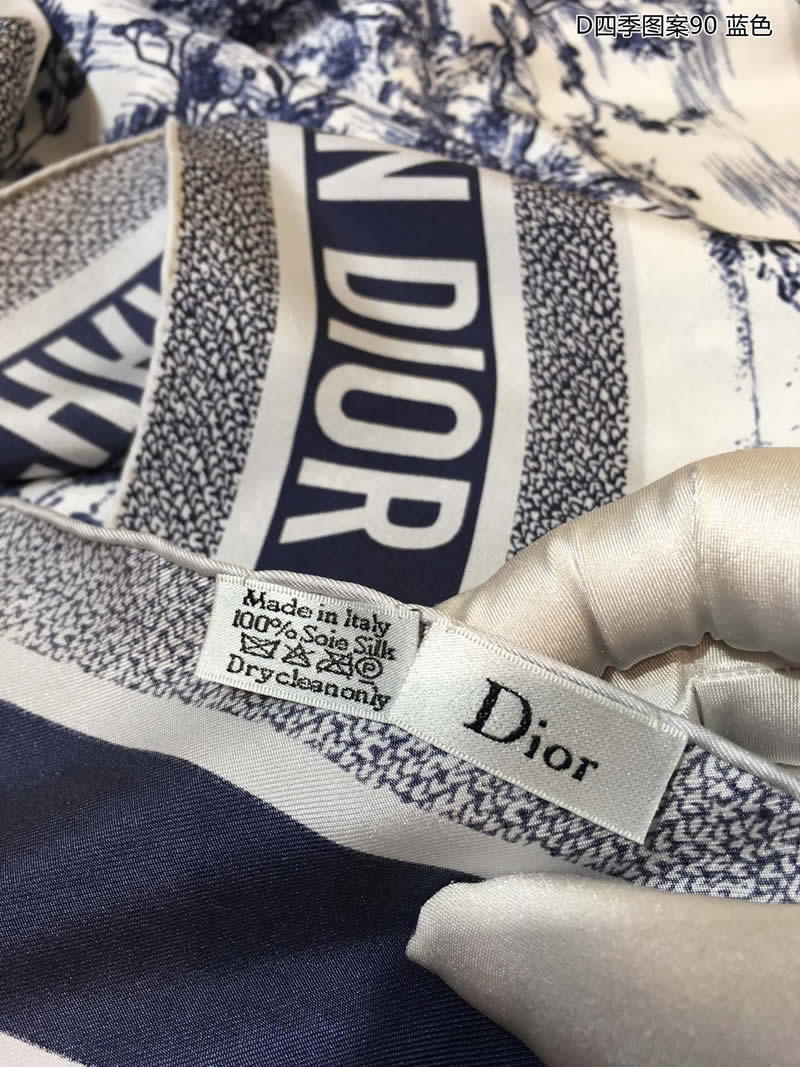 D四季图案90 蓝色
N DIOR
Made in Italy
100% Soie Silk
Dry clean only
Dior